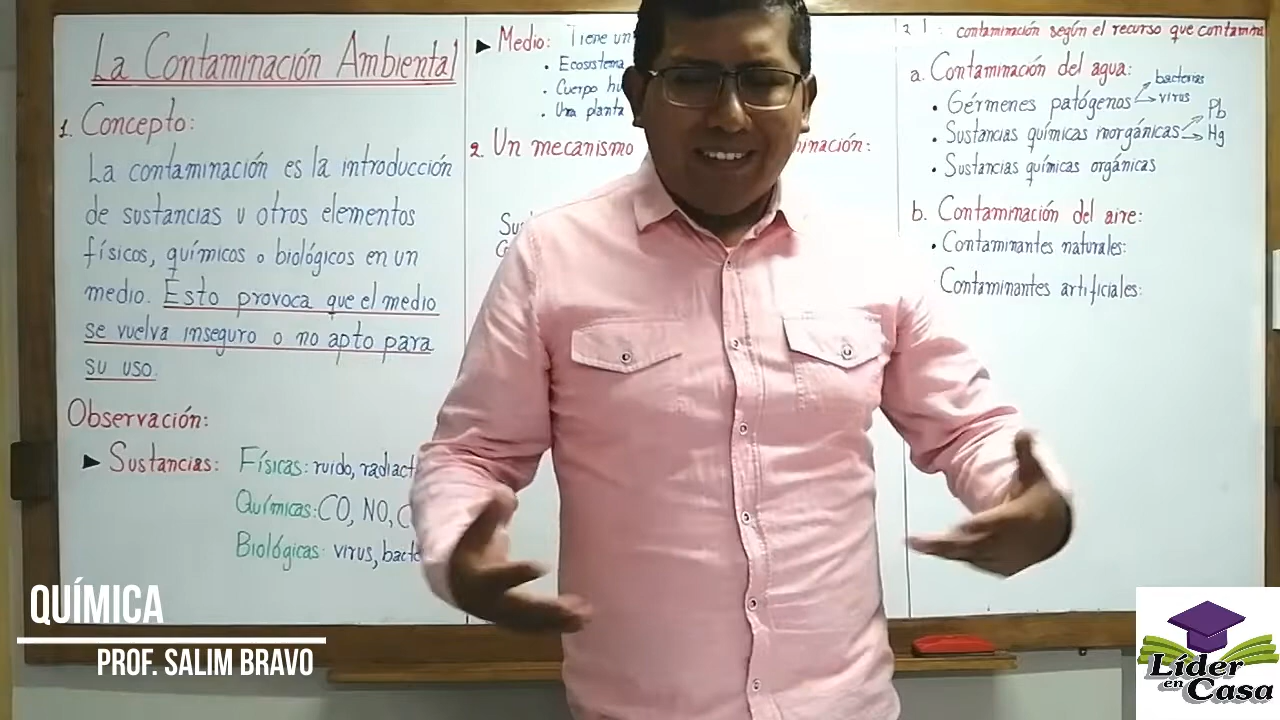 La Contaminación Ambiental
1. Concepto:
La contaminación es la introducción
de sustancias u otros elementos
físicos, químicos o biológicos en un
medio. Esto provoca que el medio
se vuelva inseguro o no apto para
su uso.
Observación:
► Sustancias: Físicas: ruido,
Químicas: CO, NO,
Biológicas: virus,
► Medio: Tiene
• Ecosistema
• Cuerpo
• Una planta
2. Un mecanismo
2.1: contaminación según el recurso que contamina
a. Contaminación del agua:
• Gérmenes patógenos bacterias
virus
• Sustancias químicas inorgánicas Pb
Hg
• Sustancias químicas orgánicas
b. Contaminación del aire:
• Contaminantes naturales:
Contaminantes artificiales:
QUÍMICA
PROF. SALIM BRAVO
Líder
en Casa